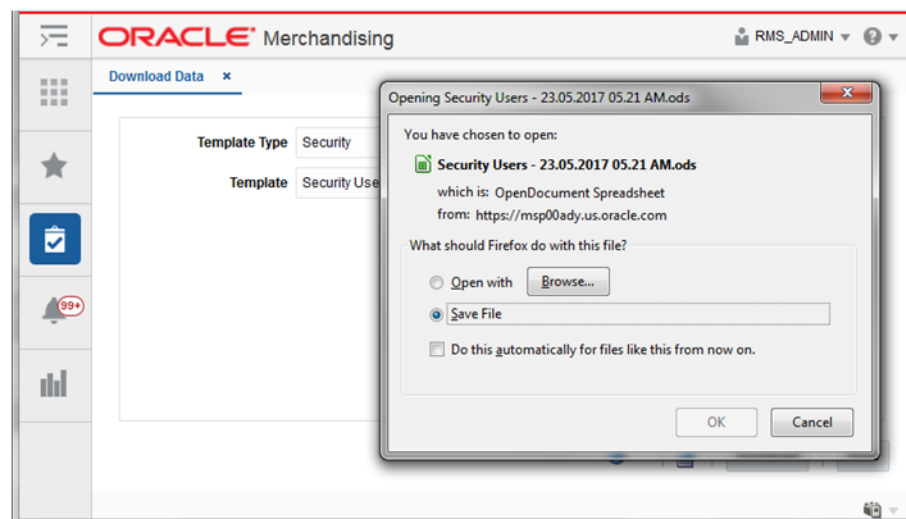 ORACLE Merchandising
RMS_ADMIN
?
Download Data ×
Template Type Security
Template Security Use
99+
Opening Security Users - 23.05.2017 05.21 AM.ods
You have chosen to open:
Security Users - 23.05.2017 05.21 AM.ods
which is: OpenDocument Spreadsheet
from: https://msp00ady.us.oracle.com
What should Firefox do with this file?
Open with Browse...
Save File
Do this automatically for files like this from now on.
OK Cancel